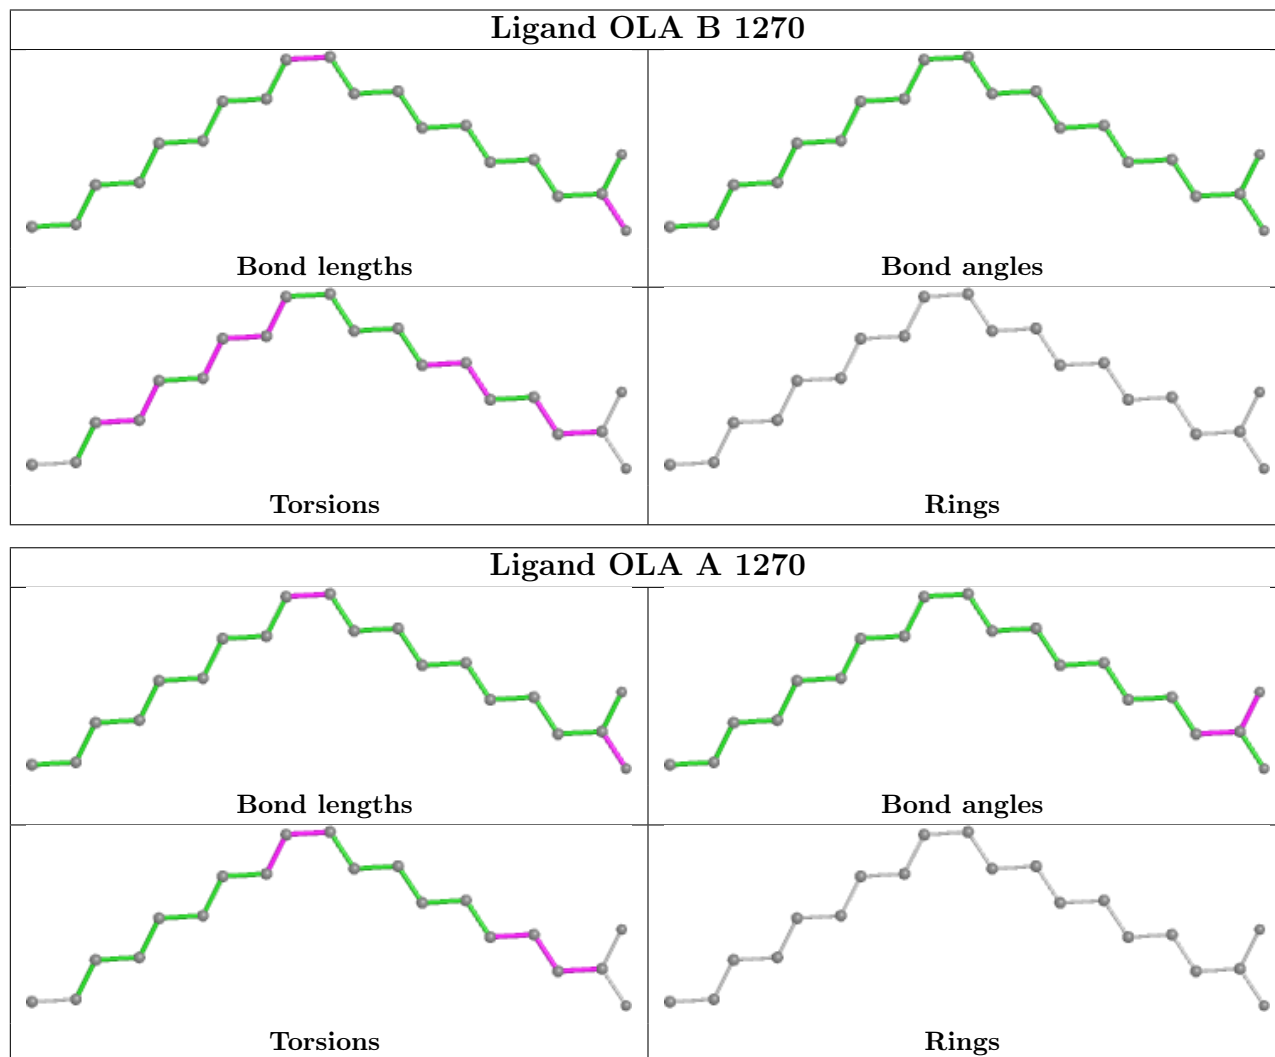 Ligand OLA B 1270
Bond lengths
Bond angles
Torsions
Rings
Ligand OLA A 1270
Bond lengths
Bond angles
Torsions
Rings